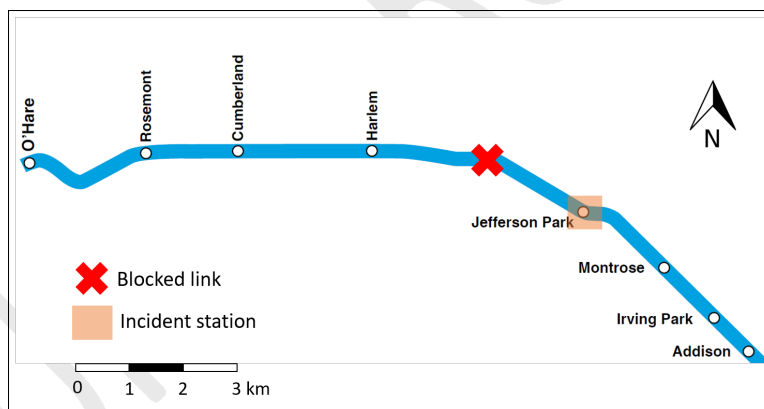 O'Hare
Rosemont
Cumberland
Harlem
N
Jefferson Park
Montrose
Irving Park
Addison
Blocked link
Incident station
0 1 2 3 km